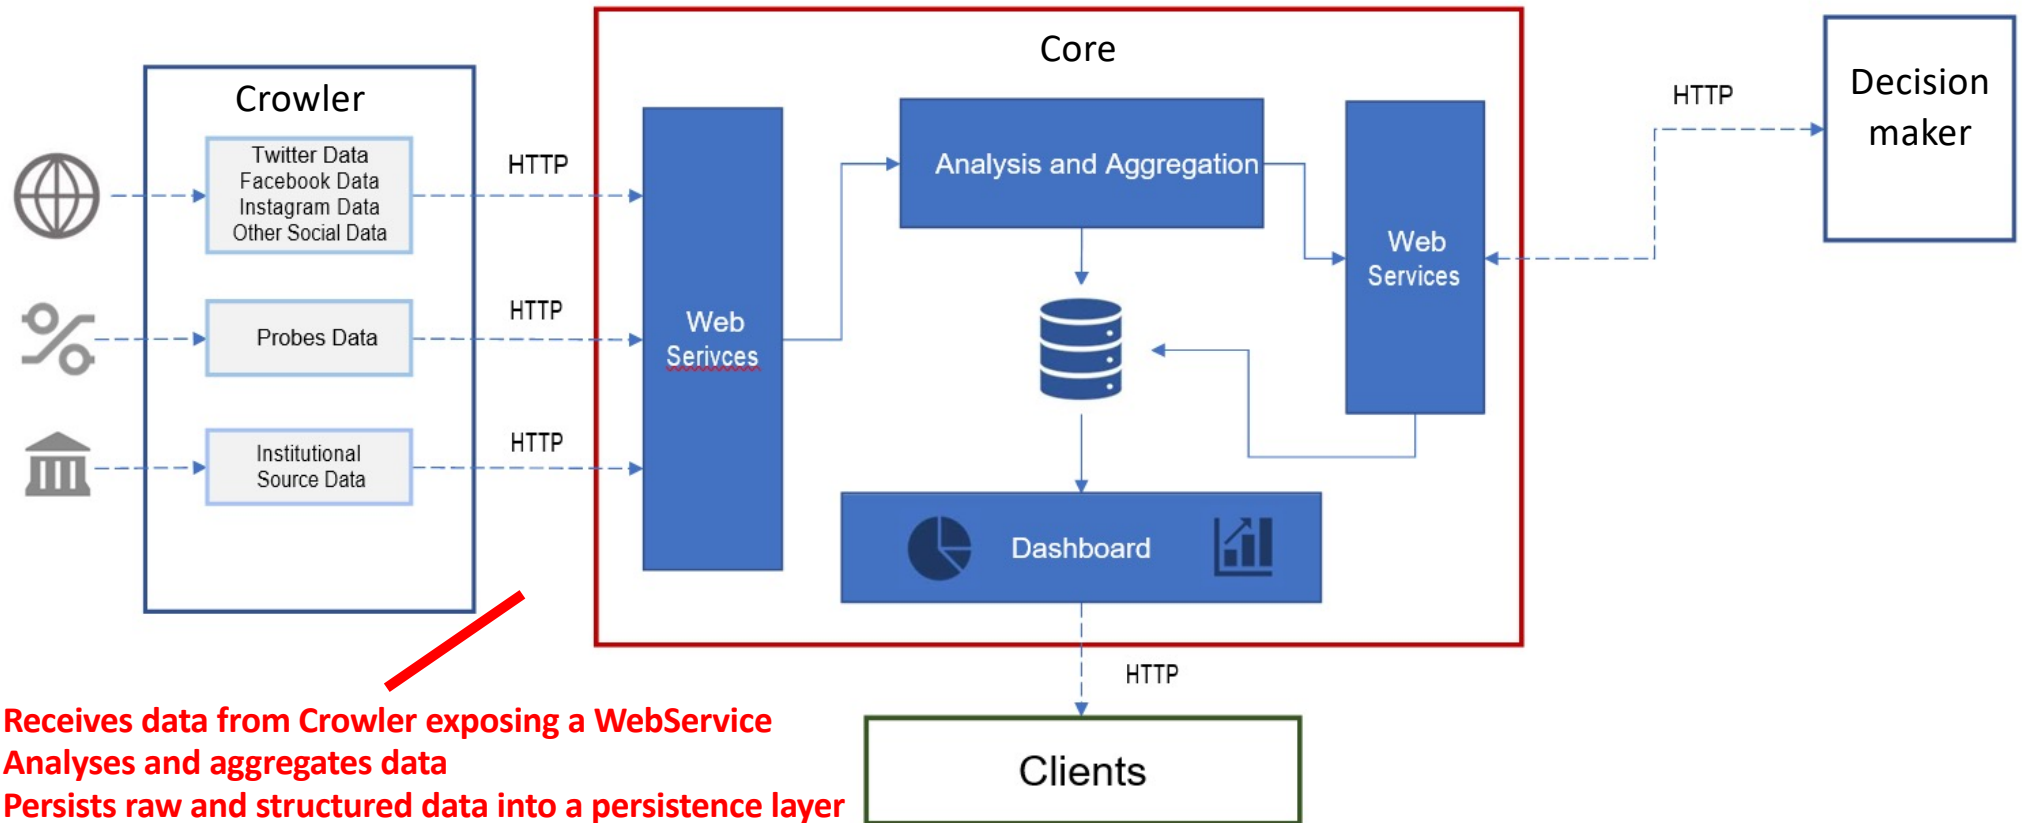 Core
Crowler
Decision
maker
HTTP
Twitter Data
Facebook Data
Instagram Data
Other Social Data
HTTP
Analysis and Aggregation
Web
Services
Probes Data
HTTP
Web
Serivces
Institutional
Source Data
HTTP
Dashboard
HTTP
Clients
Receives data from Crowler exposing a WebService
Analyses and aggregates data
Persists raw and structured data into a persistence layer